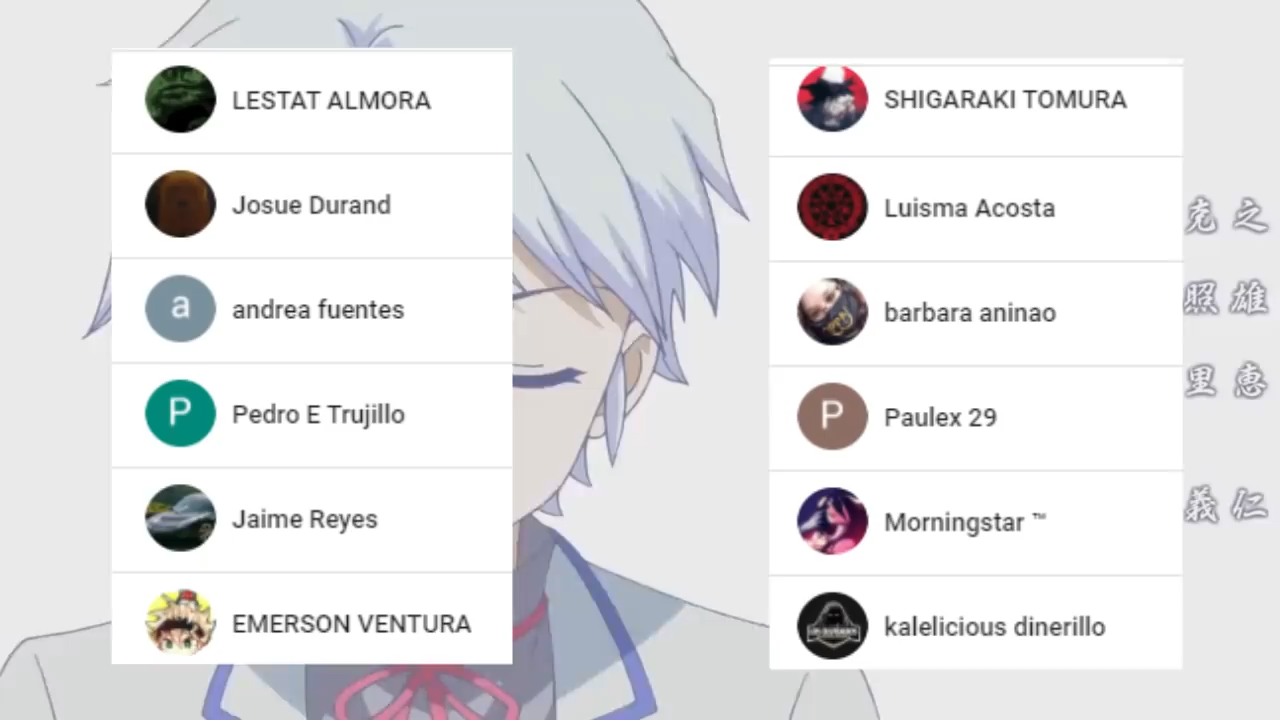 LESTAT ALMORA
Josue Durand
a
andrea fuentes
P
Pedro E Trujillo
Jaime Reyes
EMERSON VENTURA
SHIGARAKI TOMURA
Luisma Acosta
barbara aninao
P
Paulex 29
Morningstar ™
kalelicious dinerillo
克之
照雄
里恵
義仁